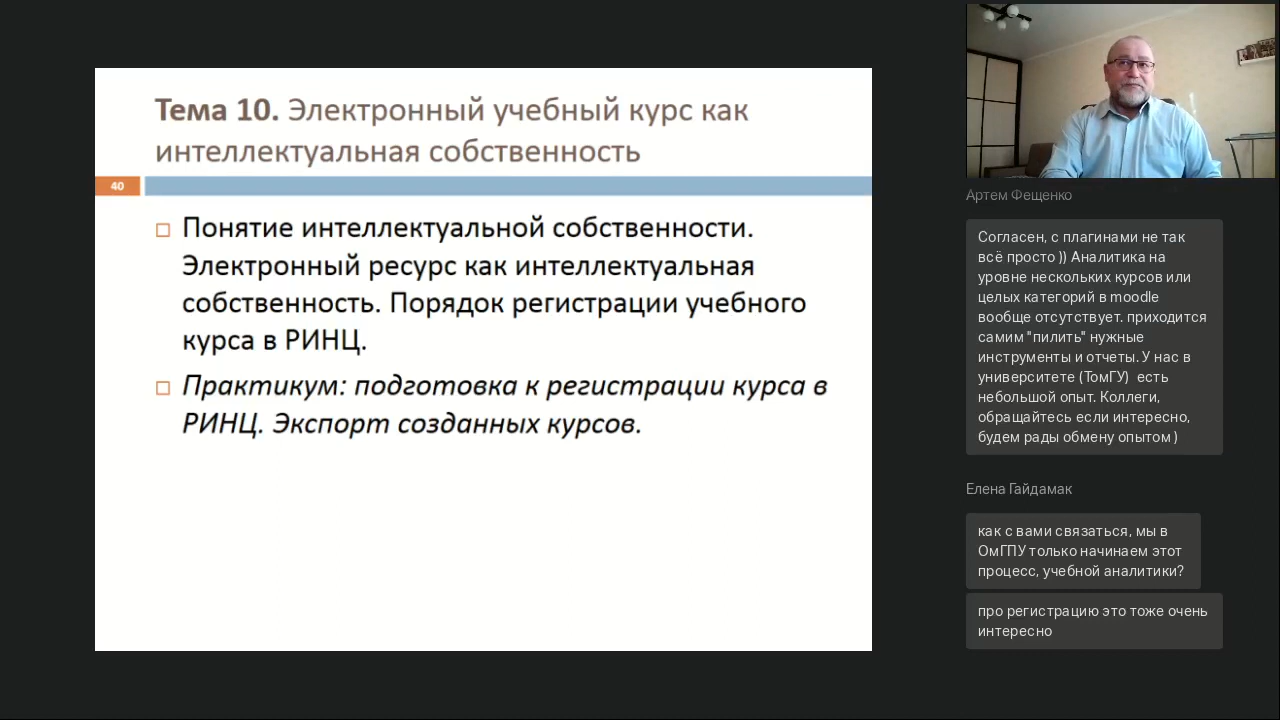 Тема 10. Электронный учебный курс как
интеллектуальная собственность
40
Понятие интеллектуальной собственности.
Электронный ресурс как интеллектуальная
собственность. Порядок регистрации учебного
курса в РИНЦ.
Практикум: подготовка к регистрации курса в
РИНЦ. Экспорт созданных курсов.
Артем Фещенко
Согласен, с плагинами не так
всё просто )) Аналитика на
уровне нескольких курсов или
целых категорий в moodle
вообще отсутствует. приходится
самим "пилить" нужные
инструменты и отчеты. У нас в
университете (ТомГУ) есть
небольшой опыт. Коллеги,
обращайтесь если интересно,
будем рады обмену опытом )
Елена Гайдамак
как с вами связаться, мы в
ОмГПУ только начинаем этот
процесс, учебной аналитики?
про регистрацию это тоже очень
интересно